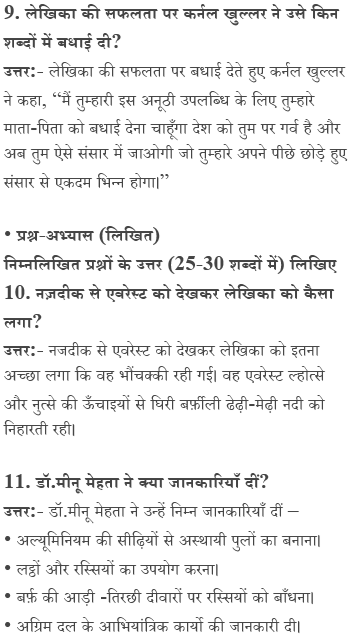 9. लेखिका की सफलता पर कर्नल खुल्लर ने उसे किन
शब्दों में बधाई दी?
उत्तर:- लेखिका की सफलता पर बधाई देते हुए कर्नल खुल्लर
ने कहा, “मैं तुम्हारी इस अनूठी उपलब्धि के लिए तुम्हारे
माता-पिता को बधाई देना चाहूँगा देश को तुम पर गर्व है और
अब तुम ऐसे संसार में जाओगी जो तुम्हारे अपने पीछे छोड़े हुए
संसार से एकदम भिन्न होगा।”
• प्रश्न-अभ्यास (लिखित)
निम्नलिखित प्रश्नों के उत्तर (25-30 शब्दों में) लिखिए
10. नज़दीक से एवरेस्ट को देखकर लेखिका को कैसा
लगा?
उत्तर:- नजदीक से एवरेस्ट को देखकर लेखिका को इतना
अच्छा लगा कि वह भौंचक्की रही गई। वह एवरेस्ट ल्होत्से
और नुत्से की ऊँचाइयों से घिरी बर्फ़ीली ढेढ़ी-मेढ़ी नदी को
निहारती रही।
11. डॉ.मीनू मेहता ने क्या जानकारियाँ दीं?
उत्तर:- डॉ.मीनू मेहता ने उन्हें निम्न जानकारियाँ दीं –
• अल्यूमिनियम की सीढ़ियों से अस्थायी पुलों का बनाना।
• लट्ठों और रस्सियों का उपयोग करना।
• बर्फ़ की आड़ी -तिरछी दीवारों पर रस्सियों को बाँधना।
• अग्रिम दल के आभियांत्रिक कार्यो की जानकारी दी।